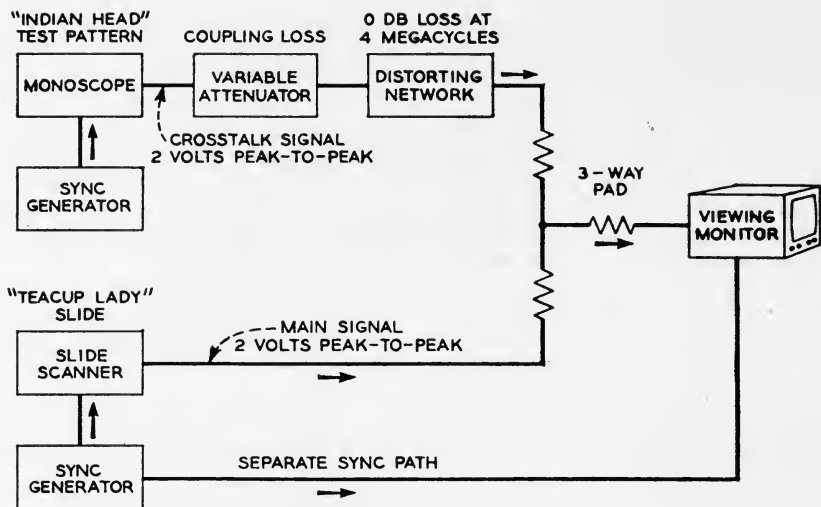 "INDIAN HEAD"
TEST PATTERN
MONOSCOPE
SYNC
GENERATOR
COUPLING LOSS
VARIABLE
ATTENUATOR
0 DB LOSS AT
4 MEGACYCLES
DISTORTING
NETWORK
CROSSTALK SIGNAL
2 VOLTS PEAK-TO-PEAK
3-WAY
PAD
VIEWING
MONITOR
"TEACUP LADY"
SLIDE
SLIDE
SCANNER
MAIN SIGNAL
2 VOLTS PEAK-TO-PEAK
SYNC
GENERATOR
SEPARATE SYNC PATH